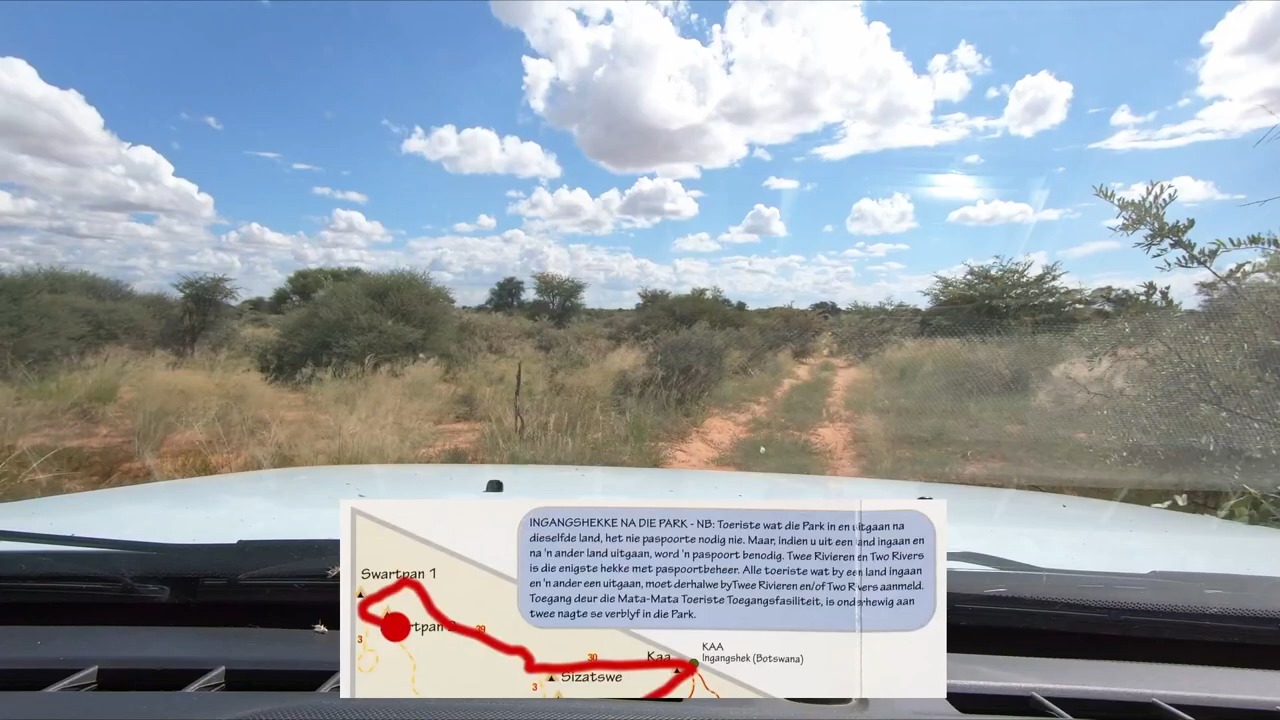 INGANGSHEKKE NA DIE PARK - NB: Toeriste wat die Park in en uitgaan na
dieselfde land, het nie paspoorte nodig nie. Maar, indien u uit een land ingaan en
na 'n ander land uitgaan, word 'n paspoort benodig. Twee Rivieren en Two Rivers
is die enigste hekke met paspoortbeheer. Alle toeriste wat by een land ingaan
en 'n ander een uitgaan, moet derhalwe byTwee Rivieren en/of Two Rivers aanmeld.
Toegang deur die Mata-Mata Toeriste Toegangsfasiliteit, is onderhewig aan
twee nagte se verblyf in die Park.
Swartpan 1
rtpan
3
29
30
Kaa
KAA
Ingangshek (Botswana)
Sizatswe
3